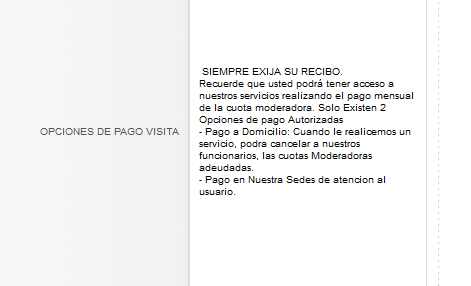 SIEMPRE EXIJA SU RECIBO.
Recuerde que usted podrá tener acceso a
nuestros servicios realizando el pago mensual
de la cuota moderadora. Solo Existen 2
Opciones de pago Autorizadas
OPCIONES DE PAGO VISITA
- Pago a Domicilio: Cuando le realicemos un
servicio, podra cancelar a nuestros
funcionarios, las cuotas Moderadoras
adeudadas.
- Pago en Nuestra Sedes de atencion al
usuario.